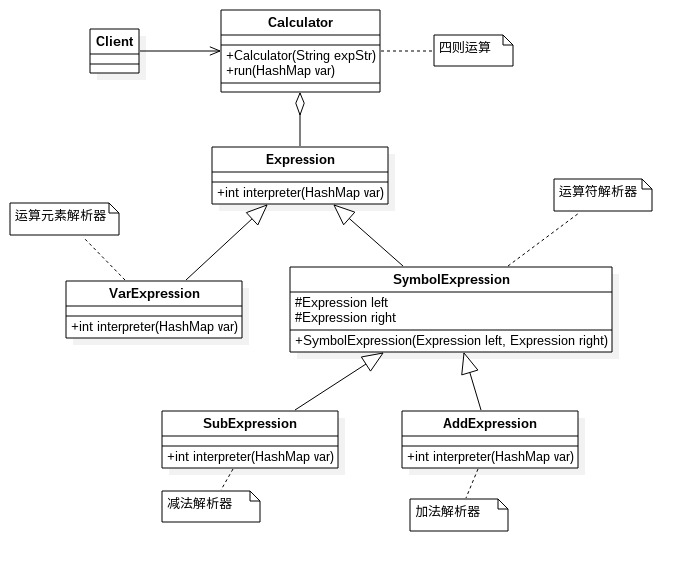 Calculator
Client
四则运算
+Calculator(String expStr)
+run(HashMap var)
Expression
+int interpreter(HashMap var)
运算符解析器
运算元素解析器
VarExpression
+int interpreter(HashMap var)
SymbolExpression
#Expression left
#Expression right
+SymbolExpression(Expression left, Expression right)
SubExpression
+int interpreter(HashMap var)
AddExpression
+int interpreter(HashMap var)
减法解析器
加法解析器